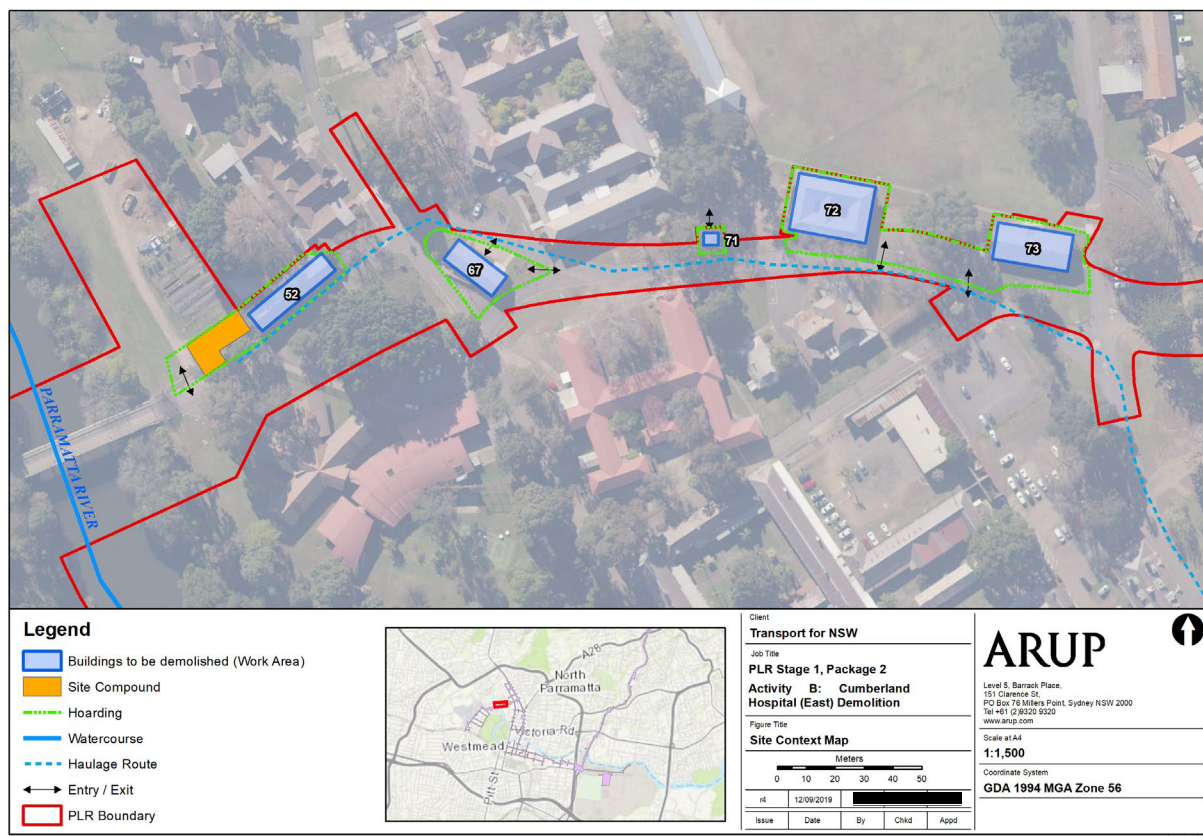 52
67
71
72
73
PARRAMATTA RIVER
Legend
Buildings to be demolished (Work Area)
Site Compound
Hoarding
Watercourse
Haulage Route
Entry / Exit
PLR Boundary
A28
North
Parramatta
Victoria-Rd
Westmead
Pitt-St
Client
Transport for NSW
Job Title
PLR Stage 1, Package 2
Activity B: Cumberland
Hospital (East) Demolition
Figure Title
Site Context Map
Meters
0 10 20 30 40 50
r4 12/09/2019
Issue Date By Chkd Appd
ARUP
Level 5, Barrack Place,
151 Clarence St,
PO Box 76 Millers Point, Sydney NSW 2000
Tel +61 (2)9320 9320
www.arup.com
Scale at A4
1:1,500
Coordinate System
GDA 1994 MGA Zone 56